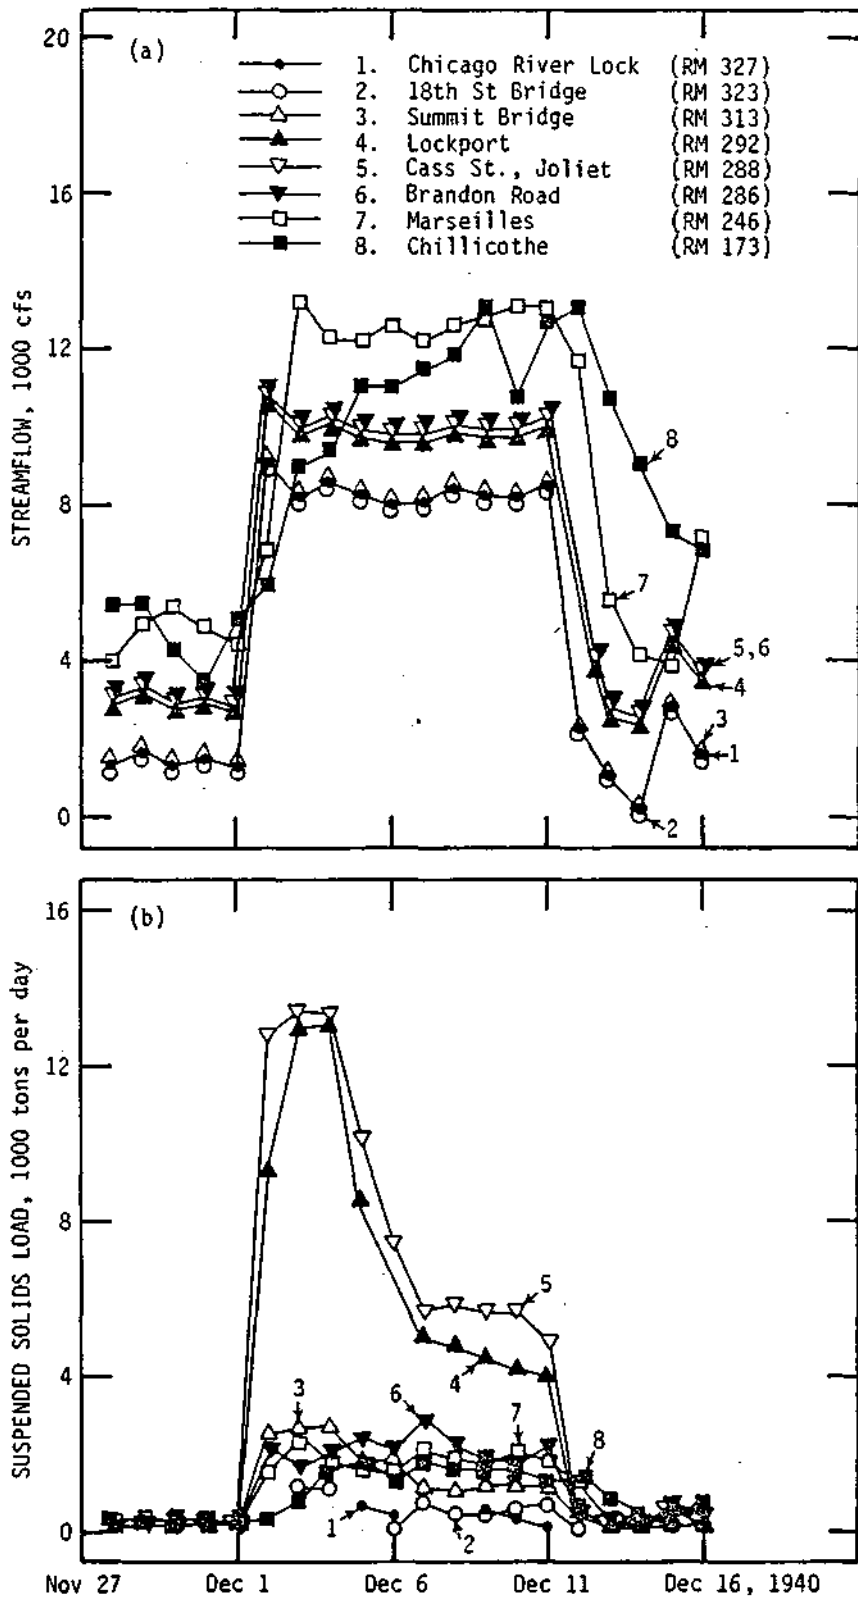 20
(a)
1. Chicago River Lock (RM 327)
2. 18th St Bridge (RM 323)
3. Summit Bridge (RM 313)
4. Lockport (RM 292)
5. Cass St., Joliet (RM 288)
6. Brandon Road (RM 286)
7. Marseilles (RM 246)
8. Chillicothe (RM 173)
16
12
8
4
0
STREAMFLOW, 1000 cfs
8
7
5,6
4
3
1
2
(b)
16
12
8
4
0
SUSPENDED SOLIDS LOAD, 1000 tons per day
5
4
3
6
7
8
1
2
Nov 27 Dec 1 Dec 6 Dec 11 Dec 16, 1940